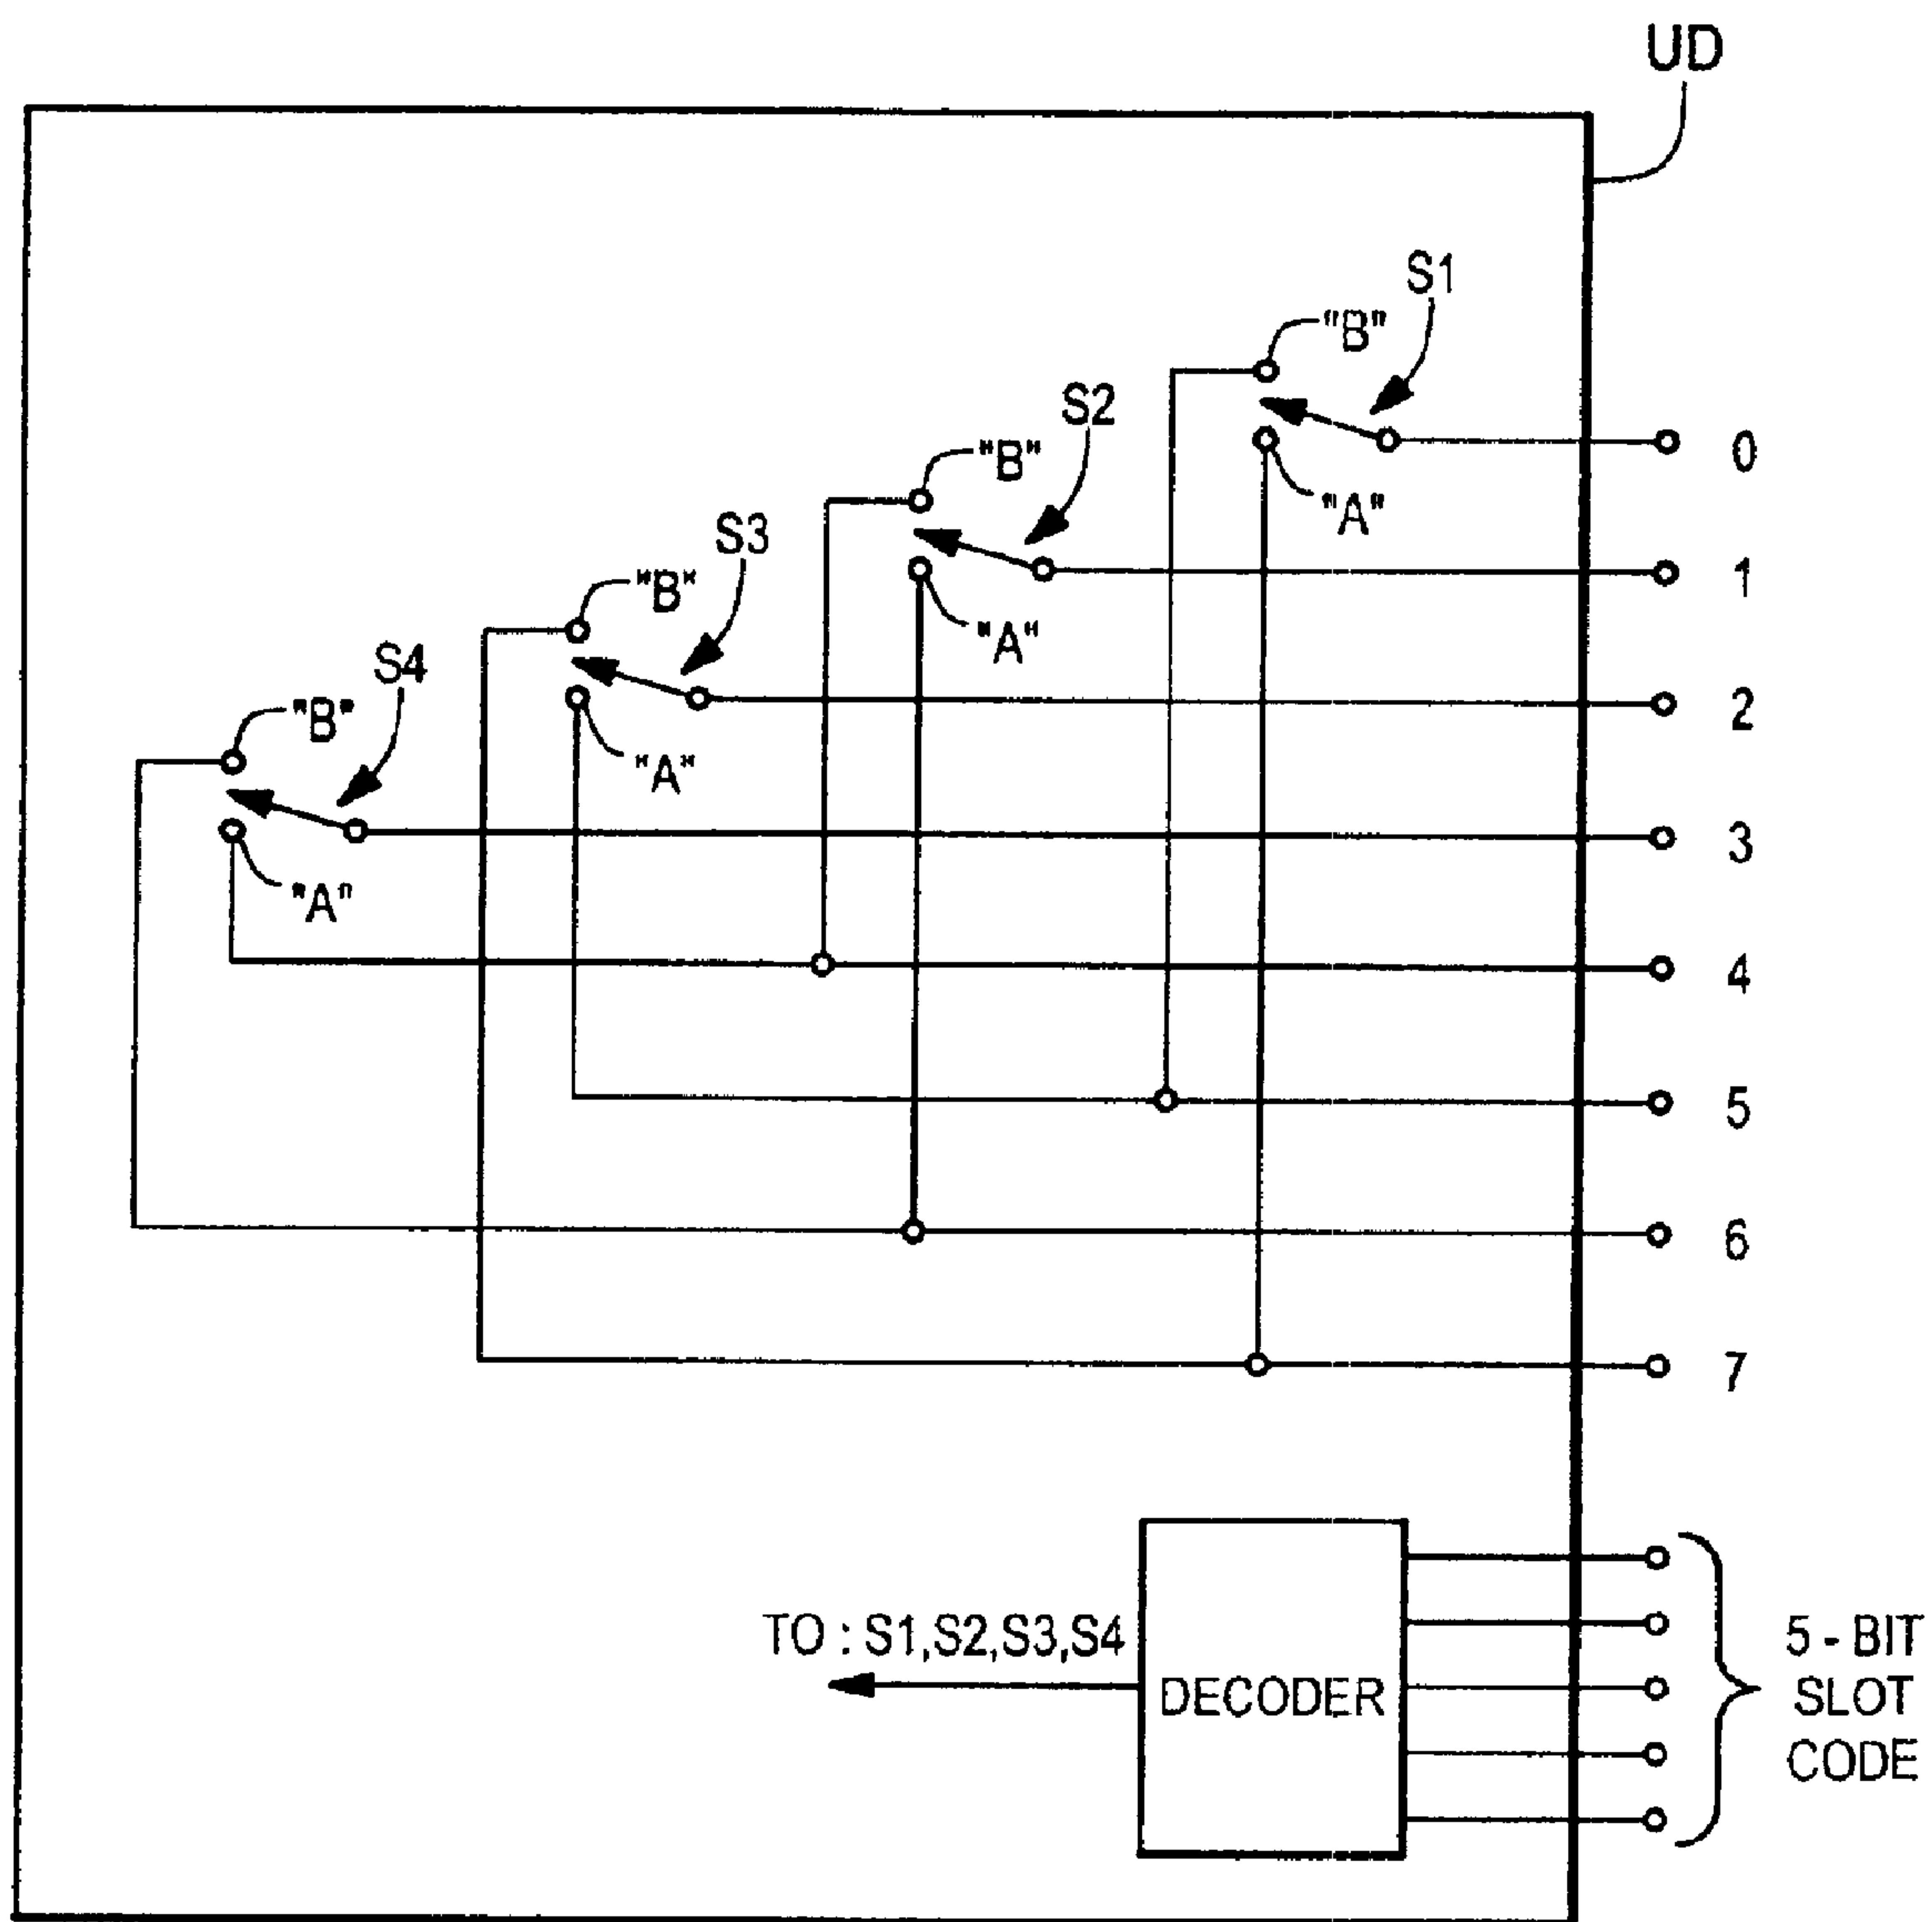 UD
S1
"B"
S2
"B"
0
"A"
S3
1
"B"
"A"
S4
2
"B"
"A"
3
"A"
4
5
6
7
TO : S1,S2,S3,S4
DECODER
5 - BIT
SLOT
CODE